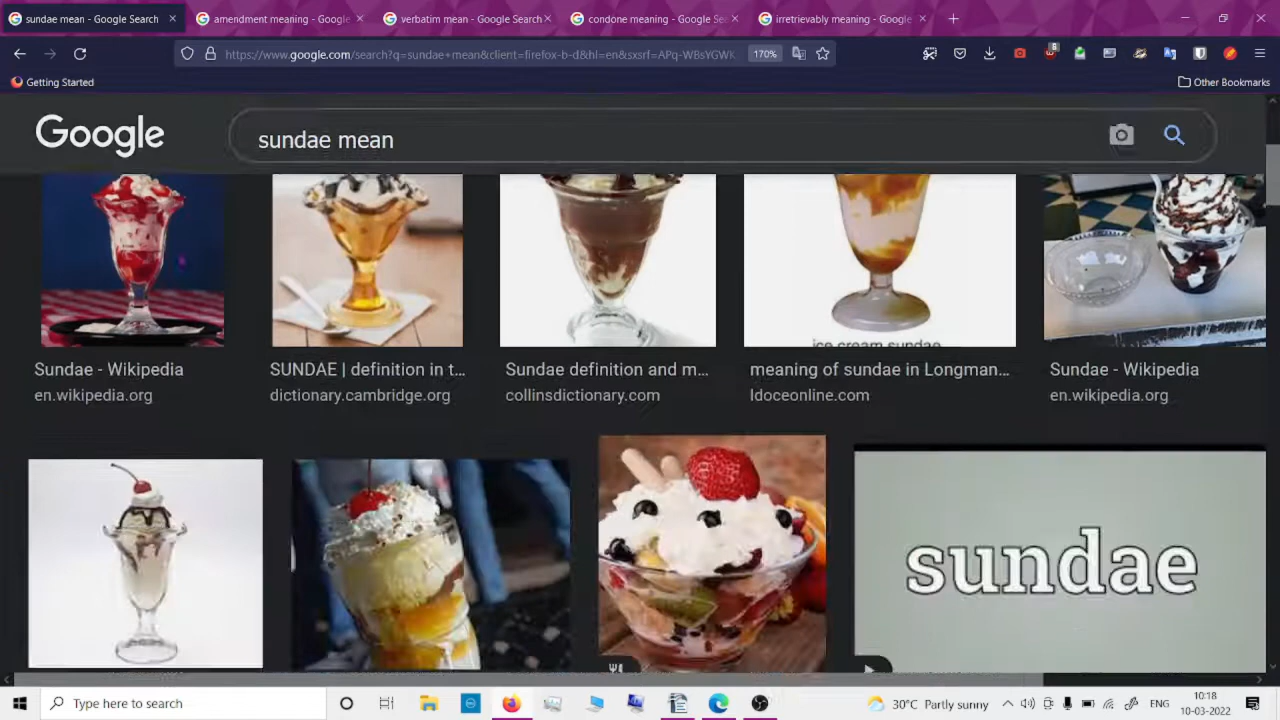 sundae mean - Google Search
amendment meaning - Google
verbatim mean - Google Search
condone meaning - Google Se
irretrievably meaning - Google
https://www.google.com/search?q=sundae+mean&client=firefox-b-d&hl=en&sxsrf=APq-WBsYGWK
170%
8
Getting Started
Other Bookmarks
Google
sundae mean
ice cream sundae
Sundae - Wikipedia
en.wikipedia.org
SUNDAE | definition in t...
dictionary.cambridge.org
Sundae definition and m...
collinsdictionary.com
meaning of sundae in Longman...
ldoceonline.com
Sundae - Wikipedia
en.wikipedia.org
sundae
Type here to search
30°C Partly sunny
ENG
10:18
10-03-2022